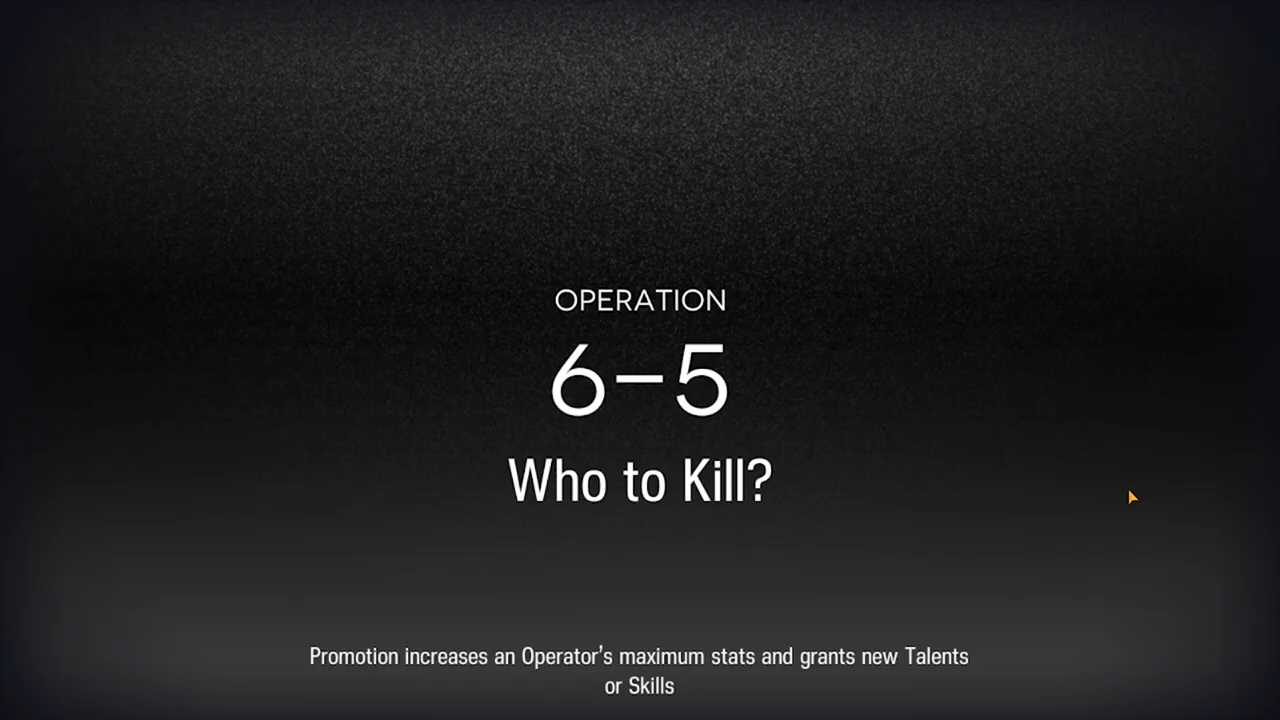 OPERATION
6–5
Who to Kill?
Promotion increases an Operator's maximum stats and grants new Talents
or Skills